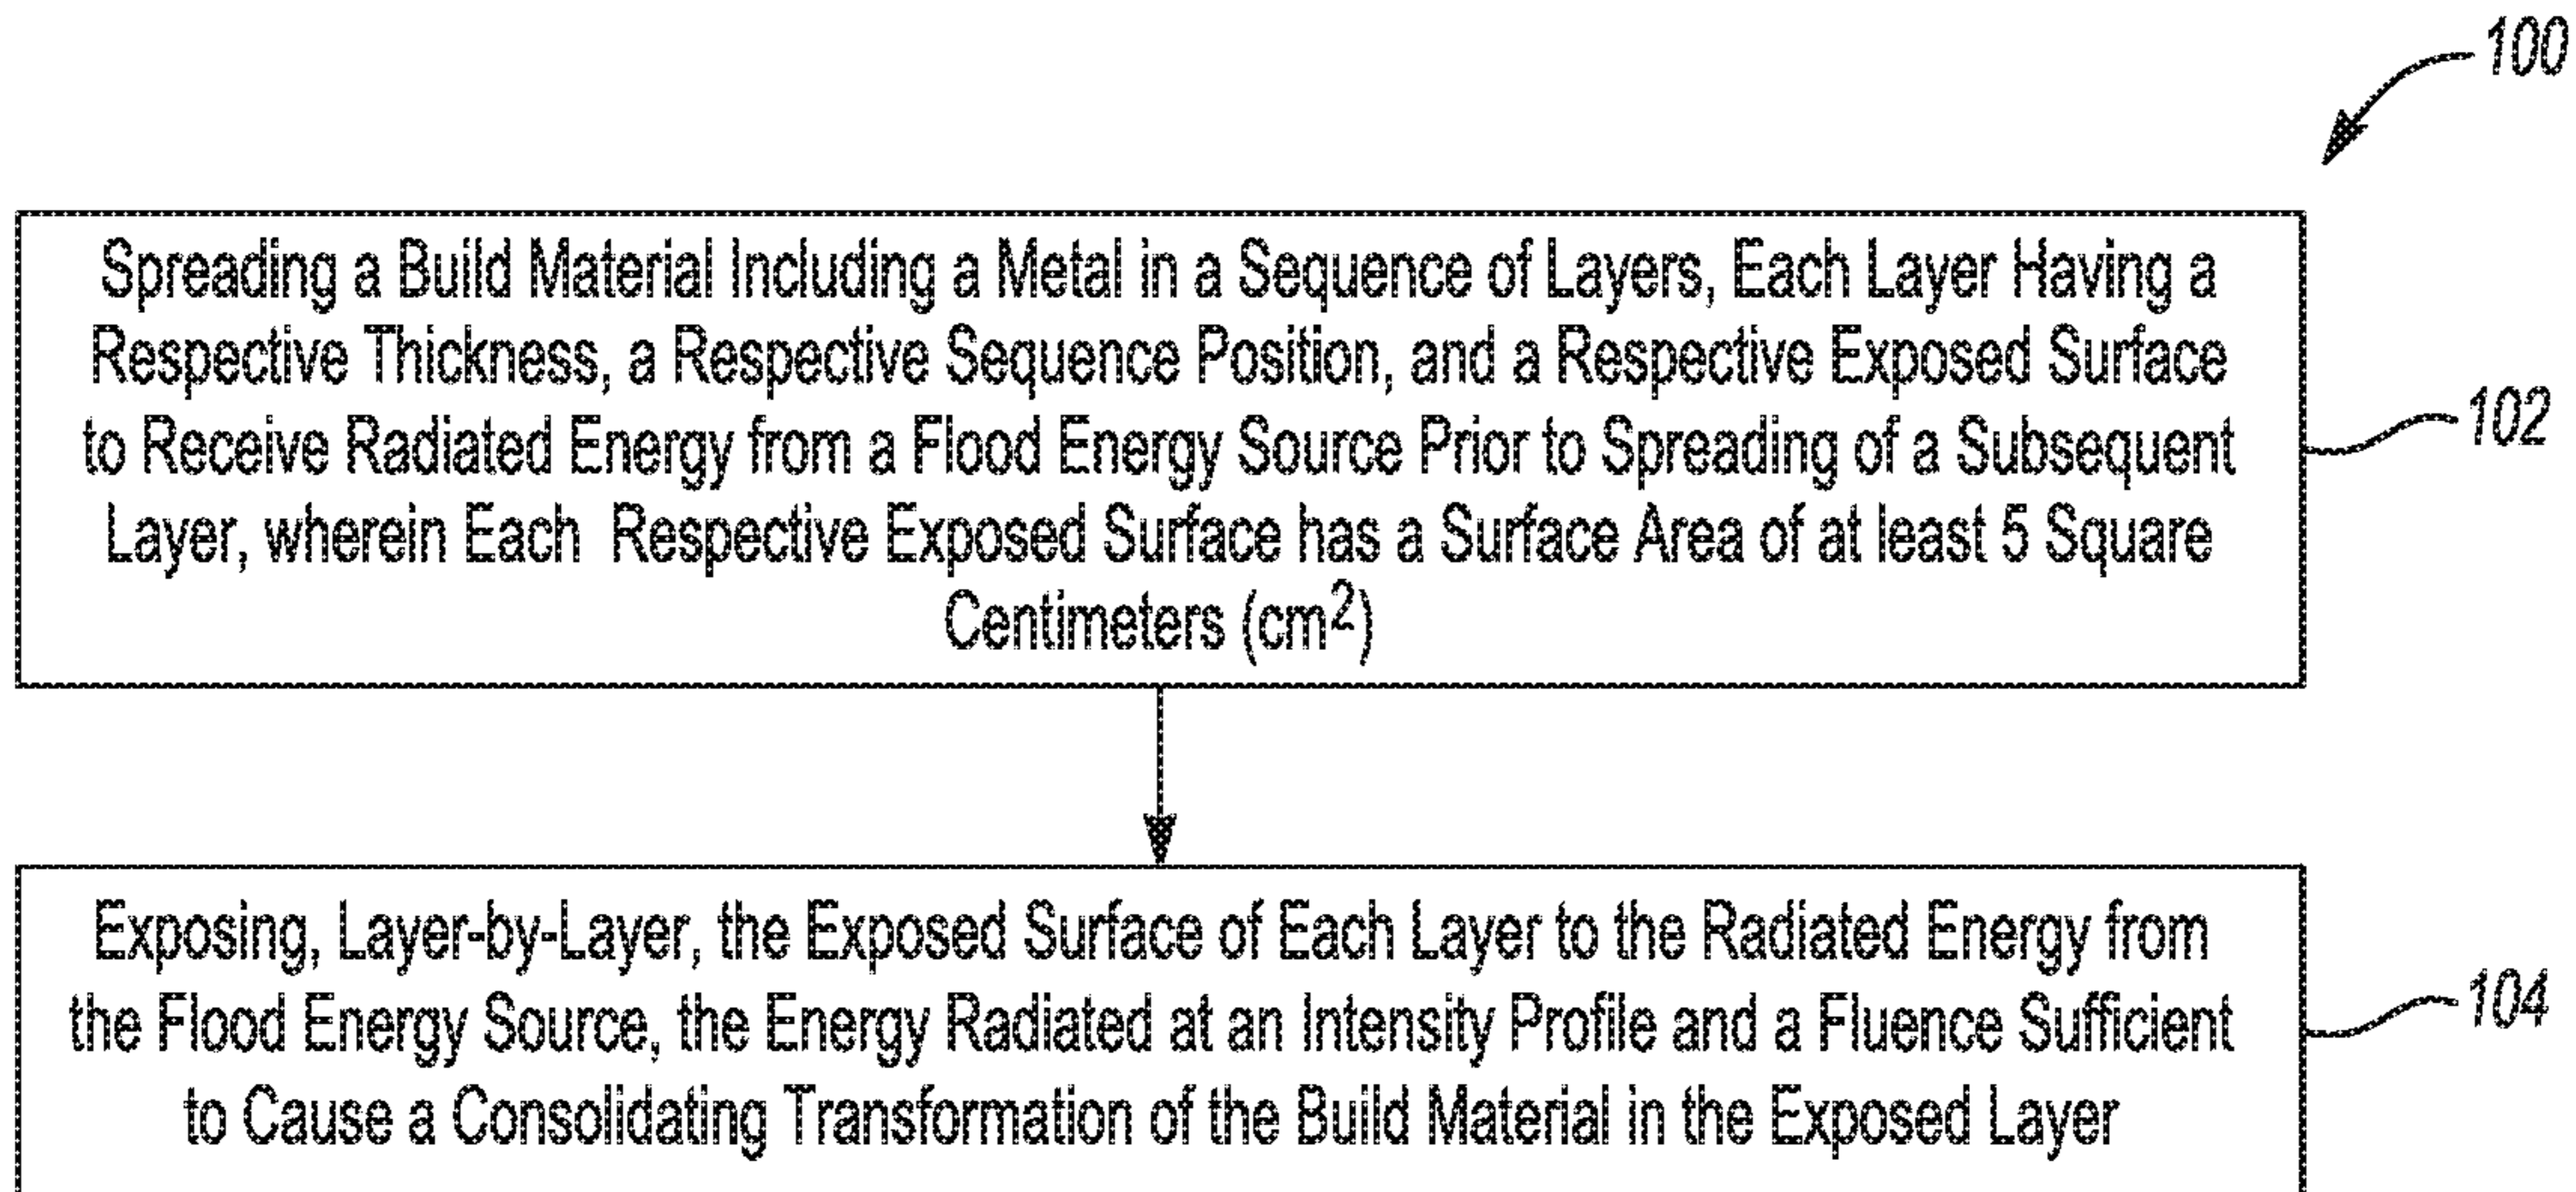 100
Spreading a Build Material Including a Metal in a Sequence of Layers, Each Layer Having a
Respective Thickness, a Respective Sequence Position, and a Respective Exposed Surface
to Receive Radiated Energy from a Flood Energy Source Prior to Spreading of a Subsequent
Layer, wherein Each Respective Exposed Surface has a Surface Area of at least 5 Square
Centimeters (cm²)
102
Exposing, Layer-by-Layer, the Exposed Surface of Each Layer to the Radiated Energy from
the Flood Energy Source, the Energy Radiated at an Intensity Profile and a Fluence Sufficient
to Cause a Consolidating Transformation of the Build Material in the Exposed Layer
104